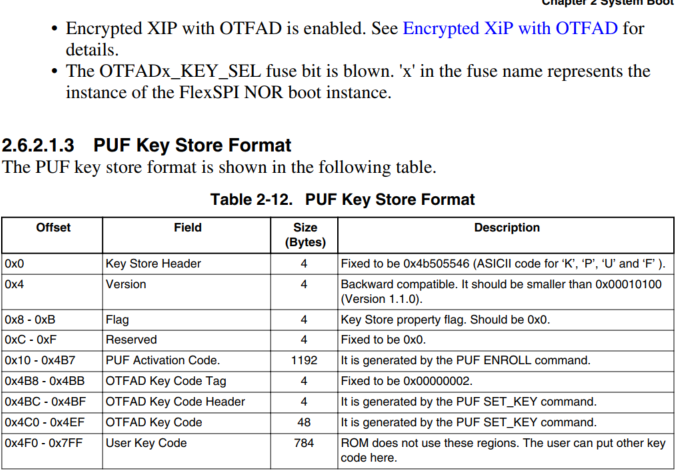 Chapter 2 System Boot
• Encrypted XIP with OTFAD is enabled. See Encrypted XiP with OTFAD for
details.
• The OTFADx_KEY_SEL fuse bit is blown. 'x' in the fuse name represents the
instance of the FlexSPI NOR boot instance.
2.6.2.1.3 PUF Key Store Format
The PUF key store format is shown in the following table.
Table 2-12. PUF Key Store Format
Offset Field Size Description
(Bytes)
0x0 Key Store Header 4 Fixed to be 0x4b505546 (ASICII code for ‘K’, ‘P’, ‘U’ and ‘F’ ).
0x4 Version 4 Backward compatible. It should be smaller than 0x00010100
(Version 1.1.0).
0x8 - 0xB Flag 4 Key Store property flag. Should be 0x0.
0xC - 0xF Reserved 4 Fixed to be 0x0.
0x10 - 0x4B7 PUF Activation Code. 1192 It is generated by the PUF ENROLL command.
0x4B8 - 0x4BB OTFAD Key Code Tag 4 Fixed to be 0x00000002.
0x4BC - 0x4BF OTFAD Key Code Header 4 It is generated by the PUF SET_KEY command.
0x4C0 - 0x4EF OTFAD Key Code 48 It is generated by the PUF SET_KEY command.
0x4F0 - 0x7FF User Key Code 784 ROM does not use these regions. The user can put other key
code here.